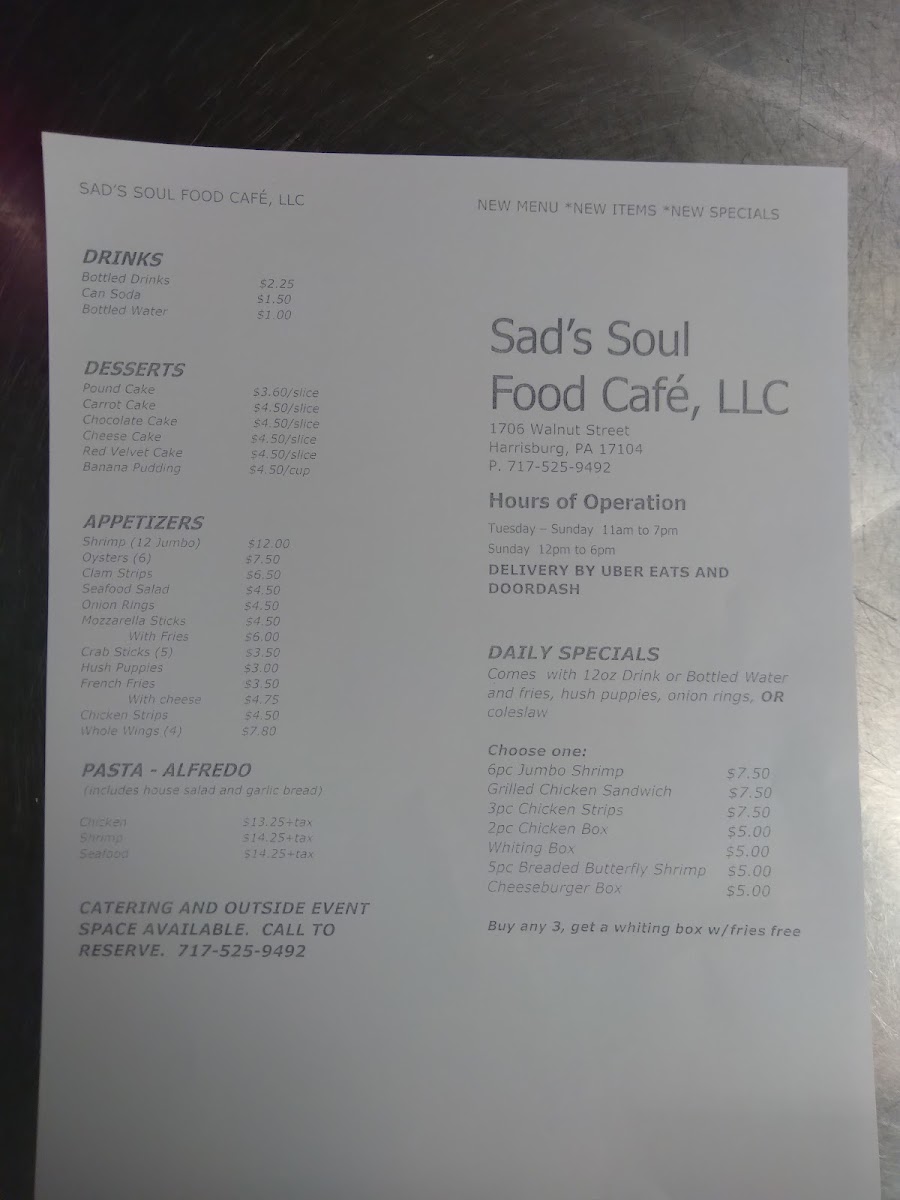 SAD'S SOUL FOOD CAFÉ, LLC
DRINKS
Bottled Drinks $2.25
Can Soda $1.50
Bottled Water $1.00
DESSERTS
Pound Cake $3.60/slice
Carrot Cake $4.50/slice
Chocolate Cake $4.50/slice
Cheese Cake $4.50/slice
Red Velvet Cake $4.50/slice
Banana Pudding $4.50/cup
APPETIZERS
Shrimp (12 Jumbo) $12.00
Oysters (6) $7.50
Clam Strips $6.50
Seafood Salad $4.50
Onion Rings $4.50
Mozzarella Sticks $4.50
With Fries $6.00
Crab Sticks (5) $3.50
Hush Puppies $3.00
French Fries $3.50
With cheese $4.75
Chicken Strips $4.50
Whole Wings (4) $7.80
PASTA - ALFREDO
(includes house salad and garlic bread)
Chicken $13.25+tax
Shrimp $14.25+tax
Seafood $14.25+tax
CATERING AND OUTSIDE EVENT
SPACE AVAILABLE. CALL TO
RESERVE. 717-525-9492
NEW MENU *NEW ITEMS *NEW SPECIALS
Sad's Soul
Food Café, LLC
1706 Walnut Street
Harrisburg, PA 17104
P. 717-525-9492
Hours of Operation
Tuesday – Sunday 11am to 7pm
Sunday 12pm to 6pm
DELIVERY BY UBER EATS AND
DOORDASH
DAILY SPECIALS
Comes with 12oz Drink or Bottled Water
and fries, hush puppies, onion rings, OR
coleslaw
Choose one:
6pc Jumbo Shrimp $7.50
Grilled Chicken Sandwich $7.50
3pc Chicken Strips $7.50
2pc Chicken Box $5.00
Whiting Box $5.00
5pc Breaded Butterfly Shrimp $5.00
Cheeseburger Box $5.00
Buy any 3, get a whiting box w/fries free